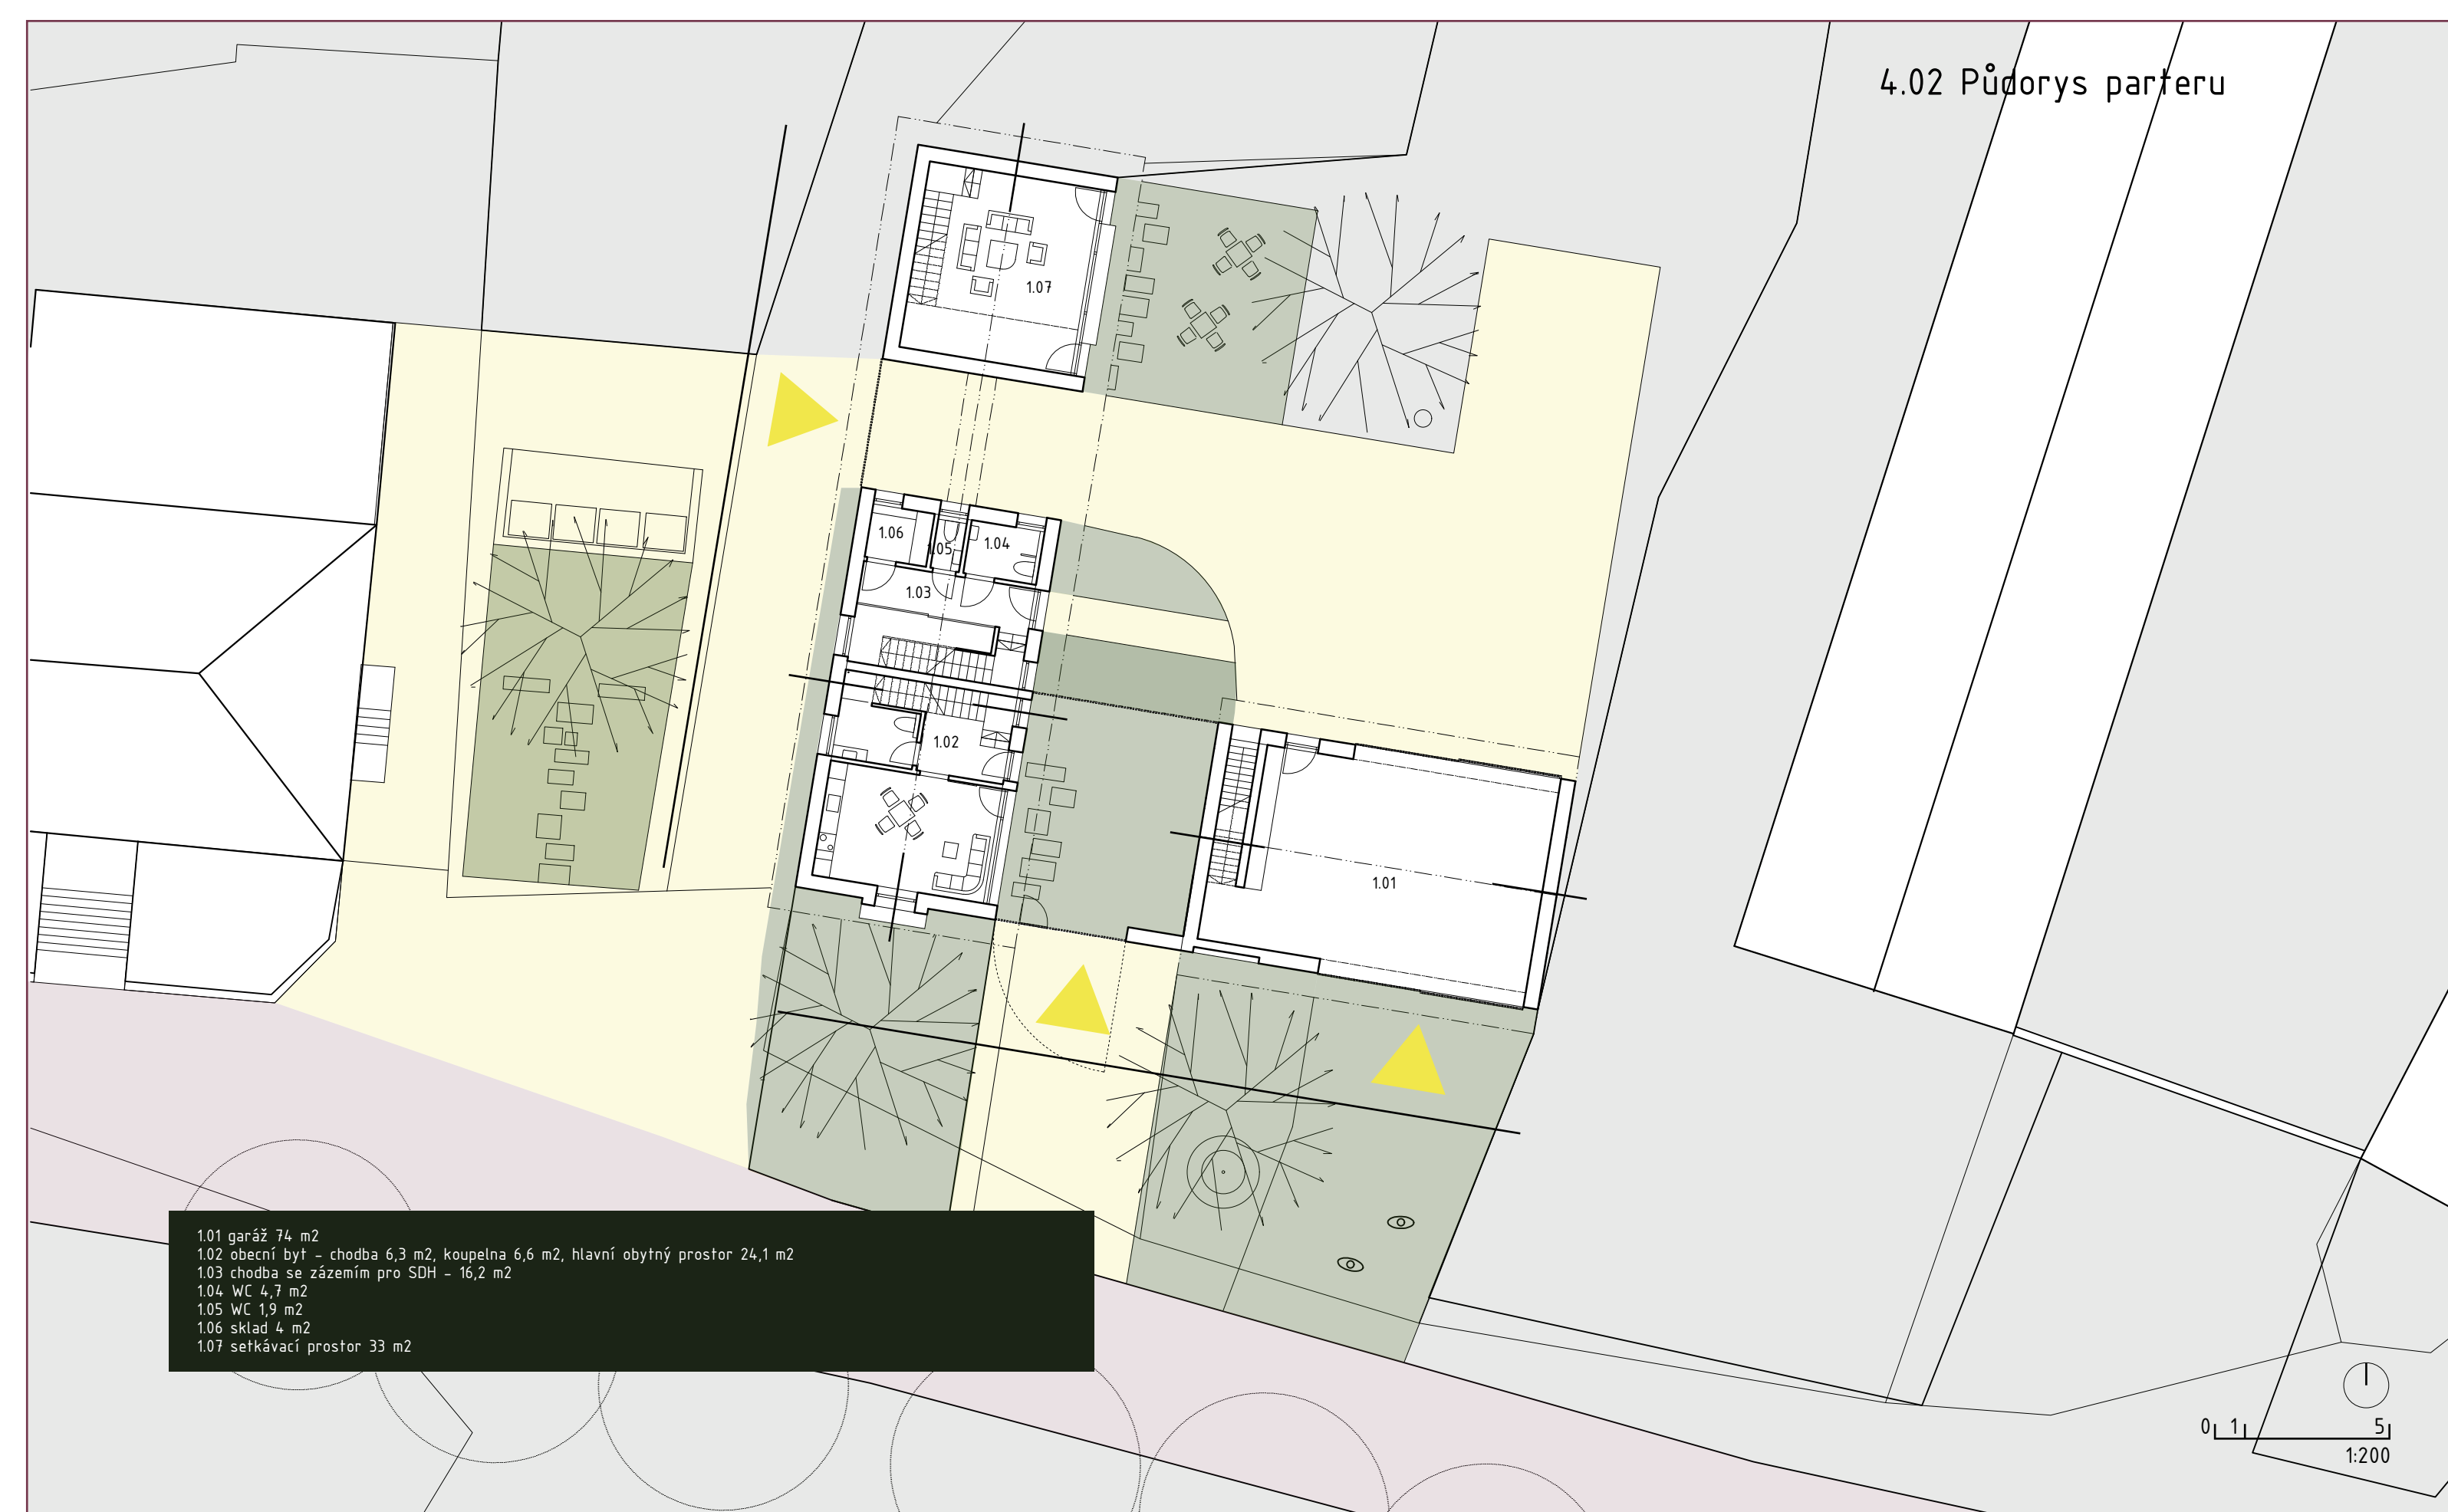 4.02 Půdorys parteru
1.07
1.06
1.05
1.04
1.03
1.02
1.01
1.01 garáž 74 m2
1.02 obecní byt - chodba 6,3 m2, koupelna 6,6 m2, hlavní obytný prostor 24,1 m2
1.03 chodba se zázemím pro SDH - 16,2 m2
1.04 WC 4,7 m2
1.05 WC 1,9 m2
1.06 sklad 4 m2
1.07 setkávací prostor 33 m2
0 1 5
1:200